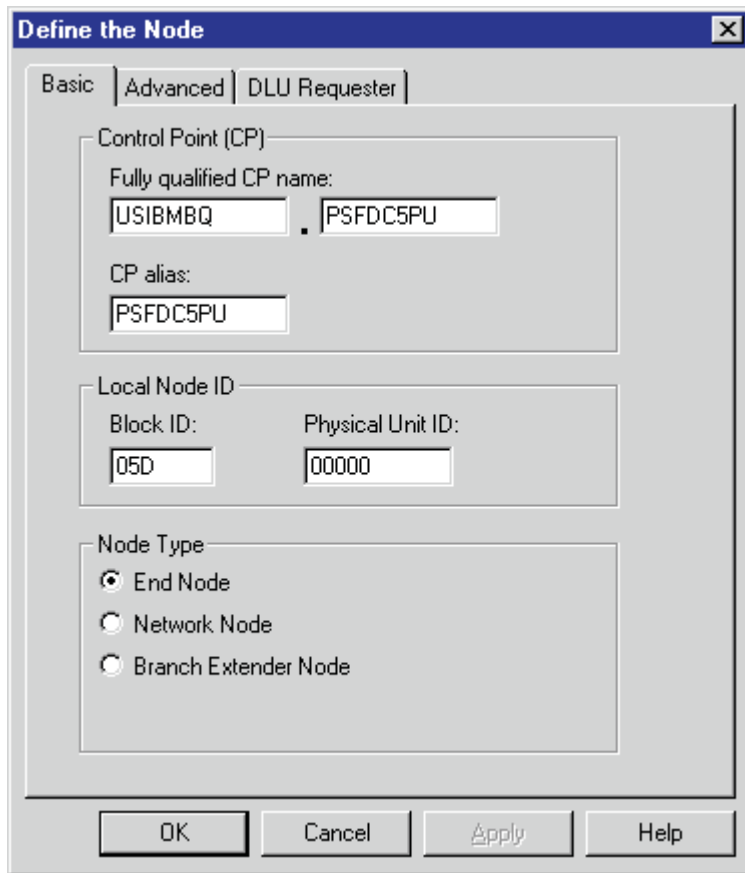 Define the Node
Basic Advanced DLU Requester
Control Point (CP)
Fully qualified CP name:
USIBMBQ . PSFDC5PU
CP alias:
PSFDC5PU
Local Node ID
Block ID: Physical Unit ID:
05D 00000
Node Type
End Node
Network Node
Branch Extender Node
OK Cancel Apply Help